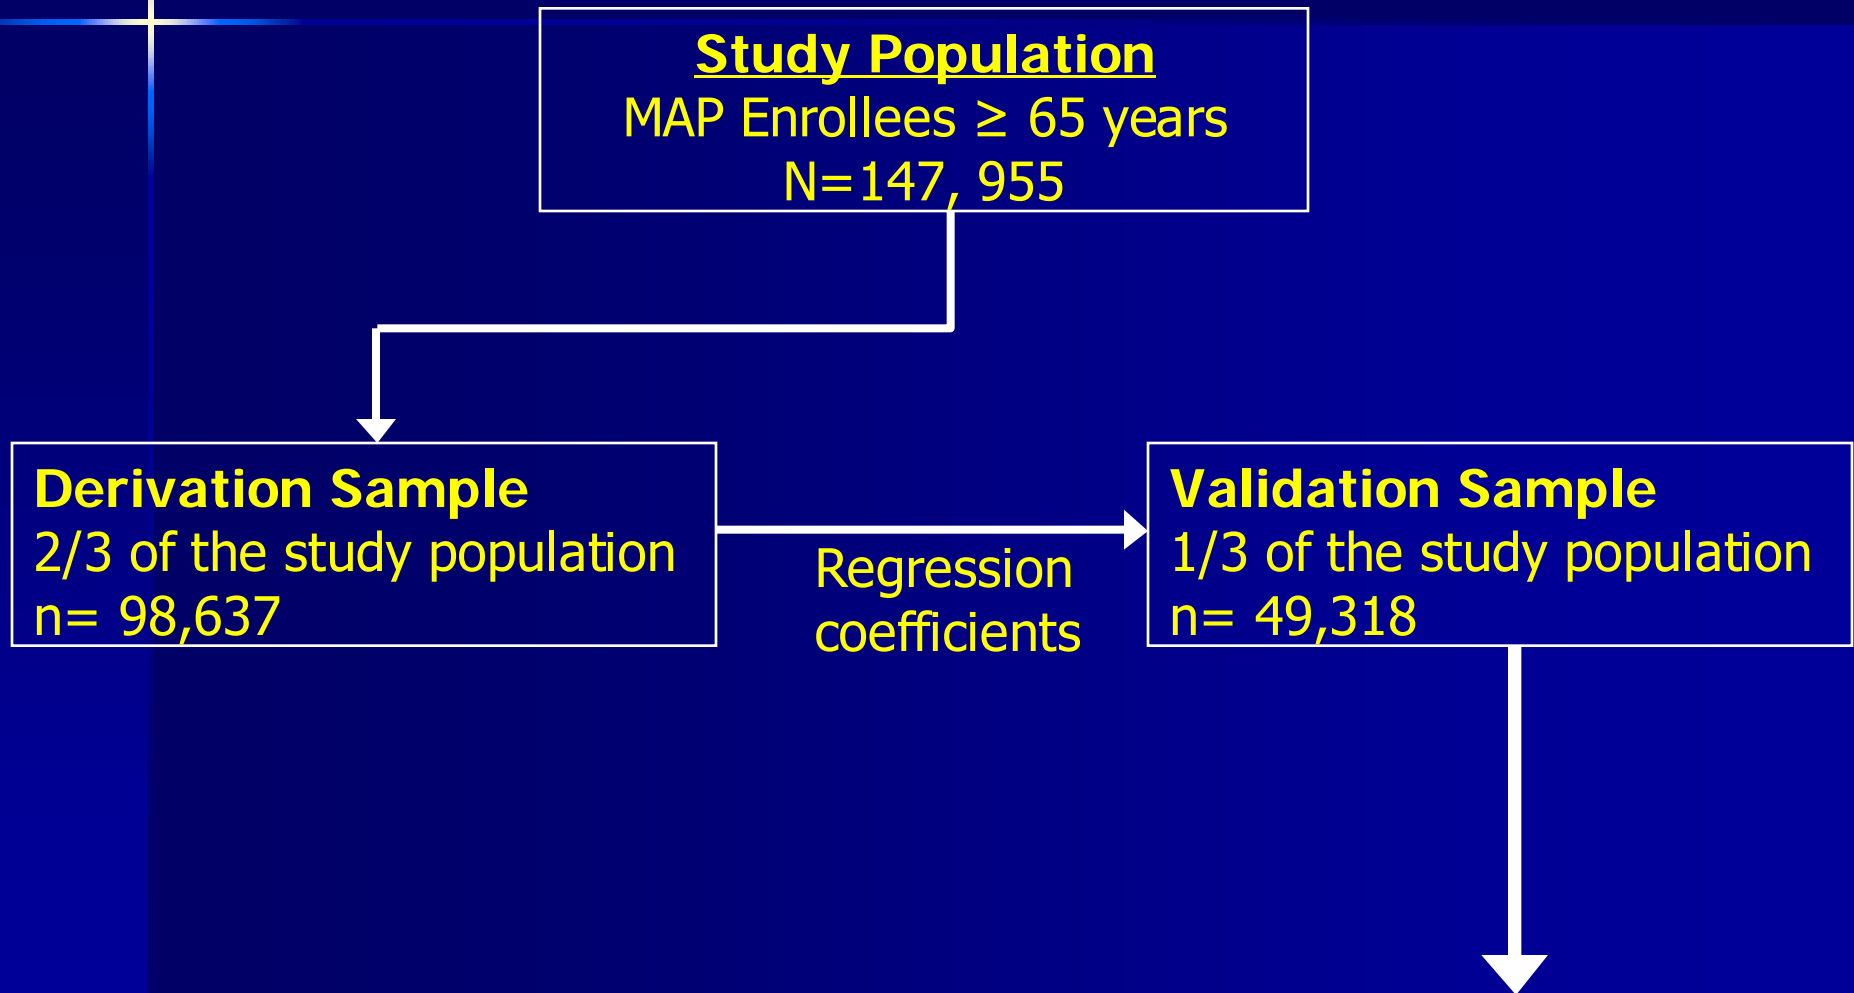 Study Population
MAP Enrollees ≥ 65 years
N=147, 955
Derivation Sample
2/3 of the study population
n= 98,637
Regression
coefficients
Validation Sample
1/3 of the study population
n= 49,318